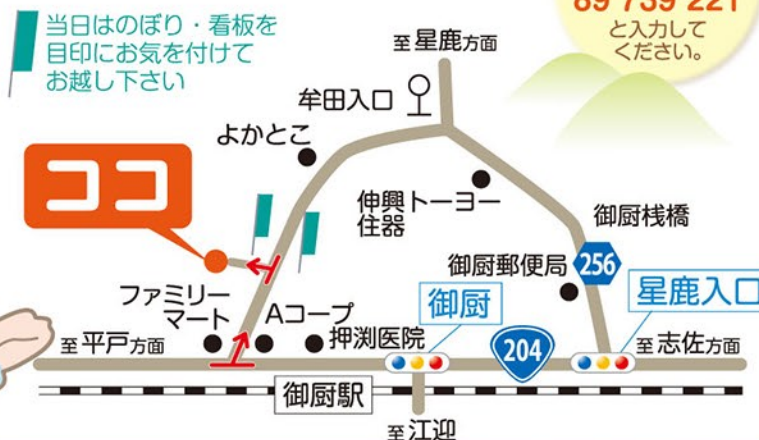 当日はのぼり・看板を
目印にお気を付けて
お越し下さい
89 739 221
と入力して
ください。
至星鹿方面
牟田入口
よかとこ
ココ
伸興トーヨー
住器
御厨桟橋
御厨郵便局
256
ファミリー
マート
Aコープ
御厨
星鹿入口
押渕医院
至平戸方面
204
至志佐方面
御厨駅
至江迎